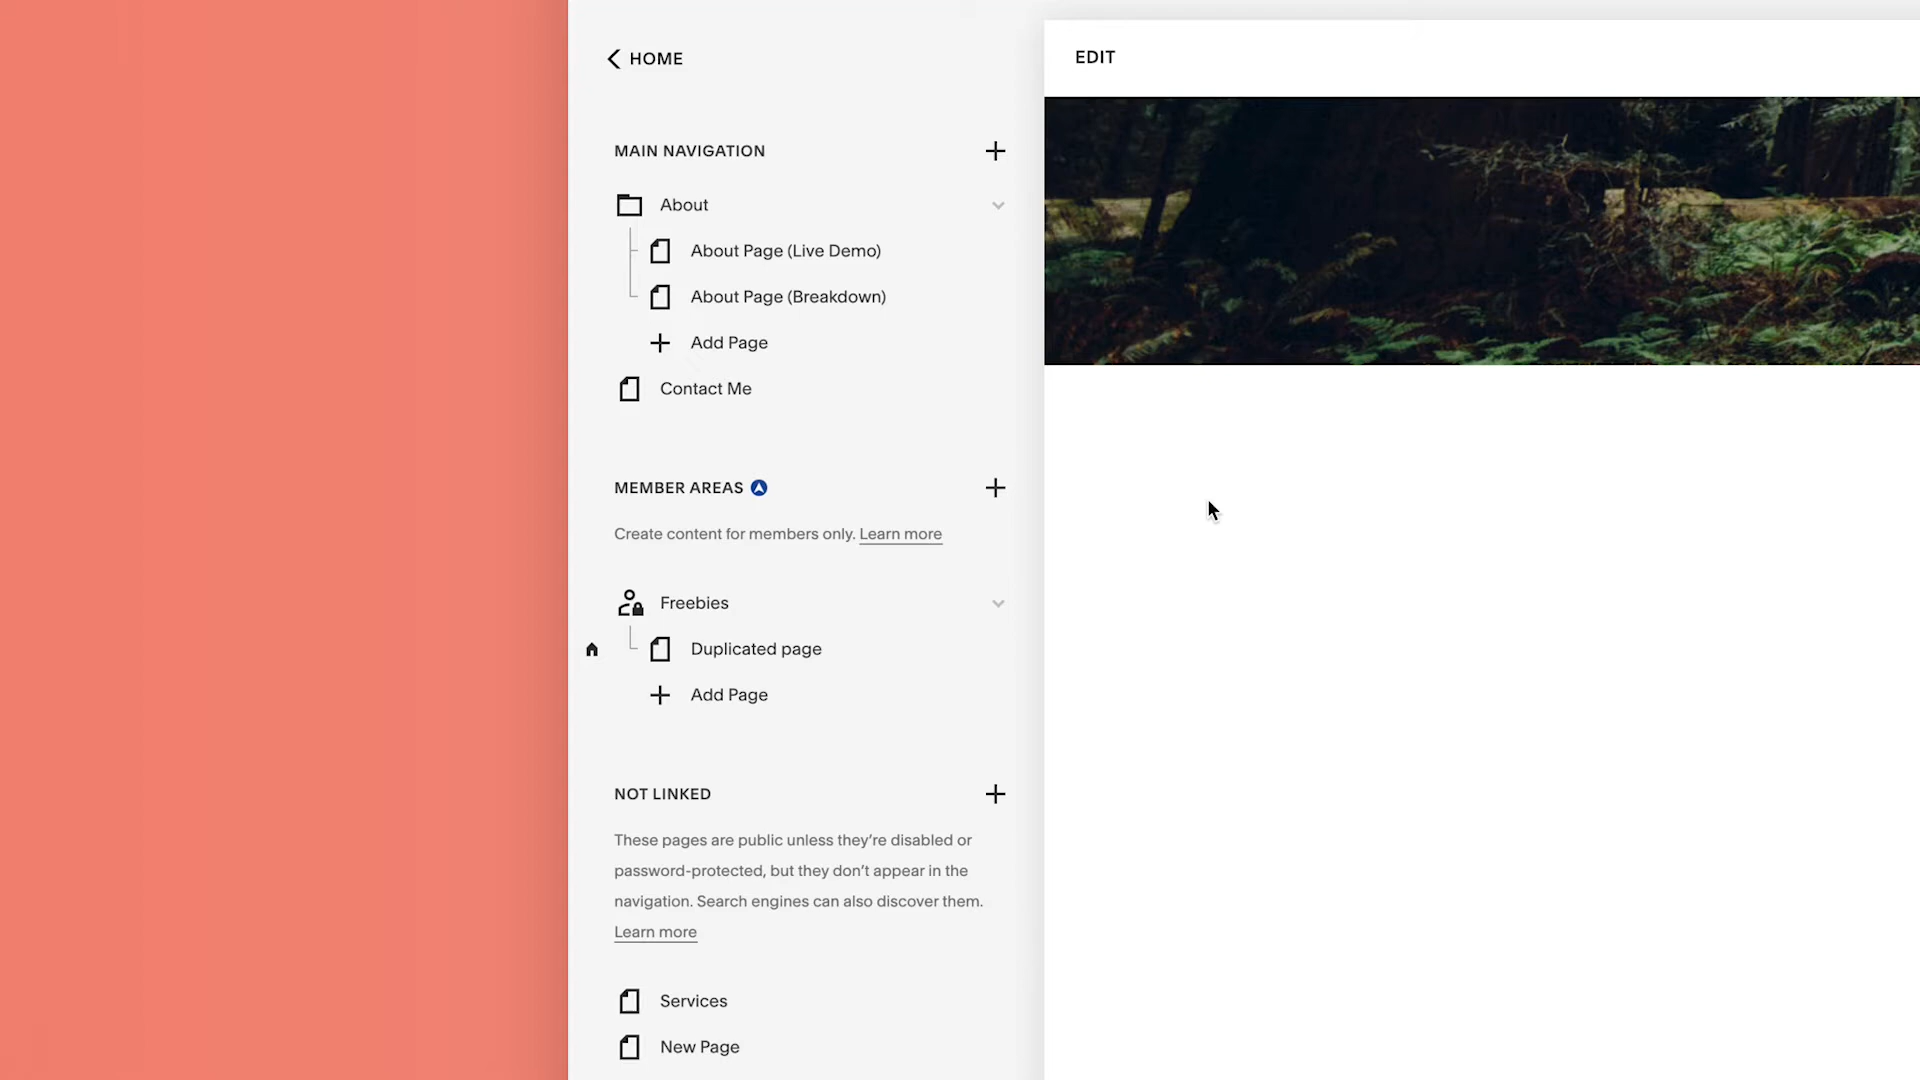 HOME
EDIT
MAIN NAVIGATION
About
About Page (Live Demo)
About Page (Breakdown)
Add Page
Contact Me
MEMBER AREAS
Create content for members only. Learn more
Freebies
Duplicated page
Add Page
NOT LINKED
These pages are public unless they’re disabled or
password-protected, but they don’t appear in the
navigation. Search engines can also discover them.
Learn more
Services
New Page